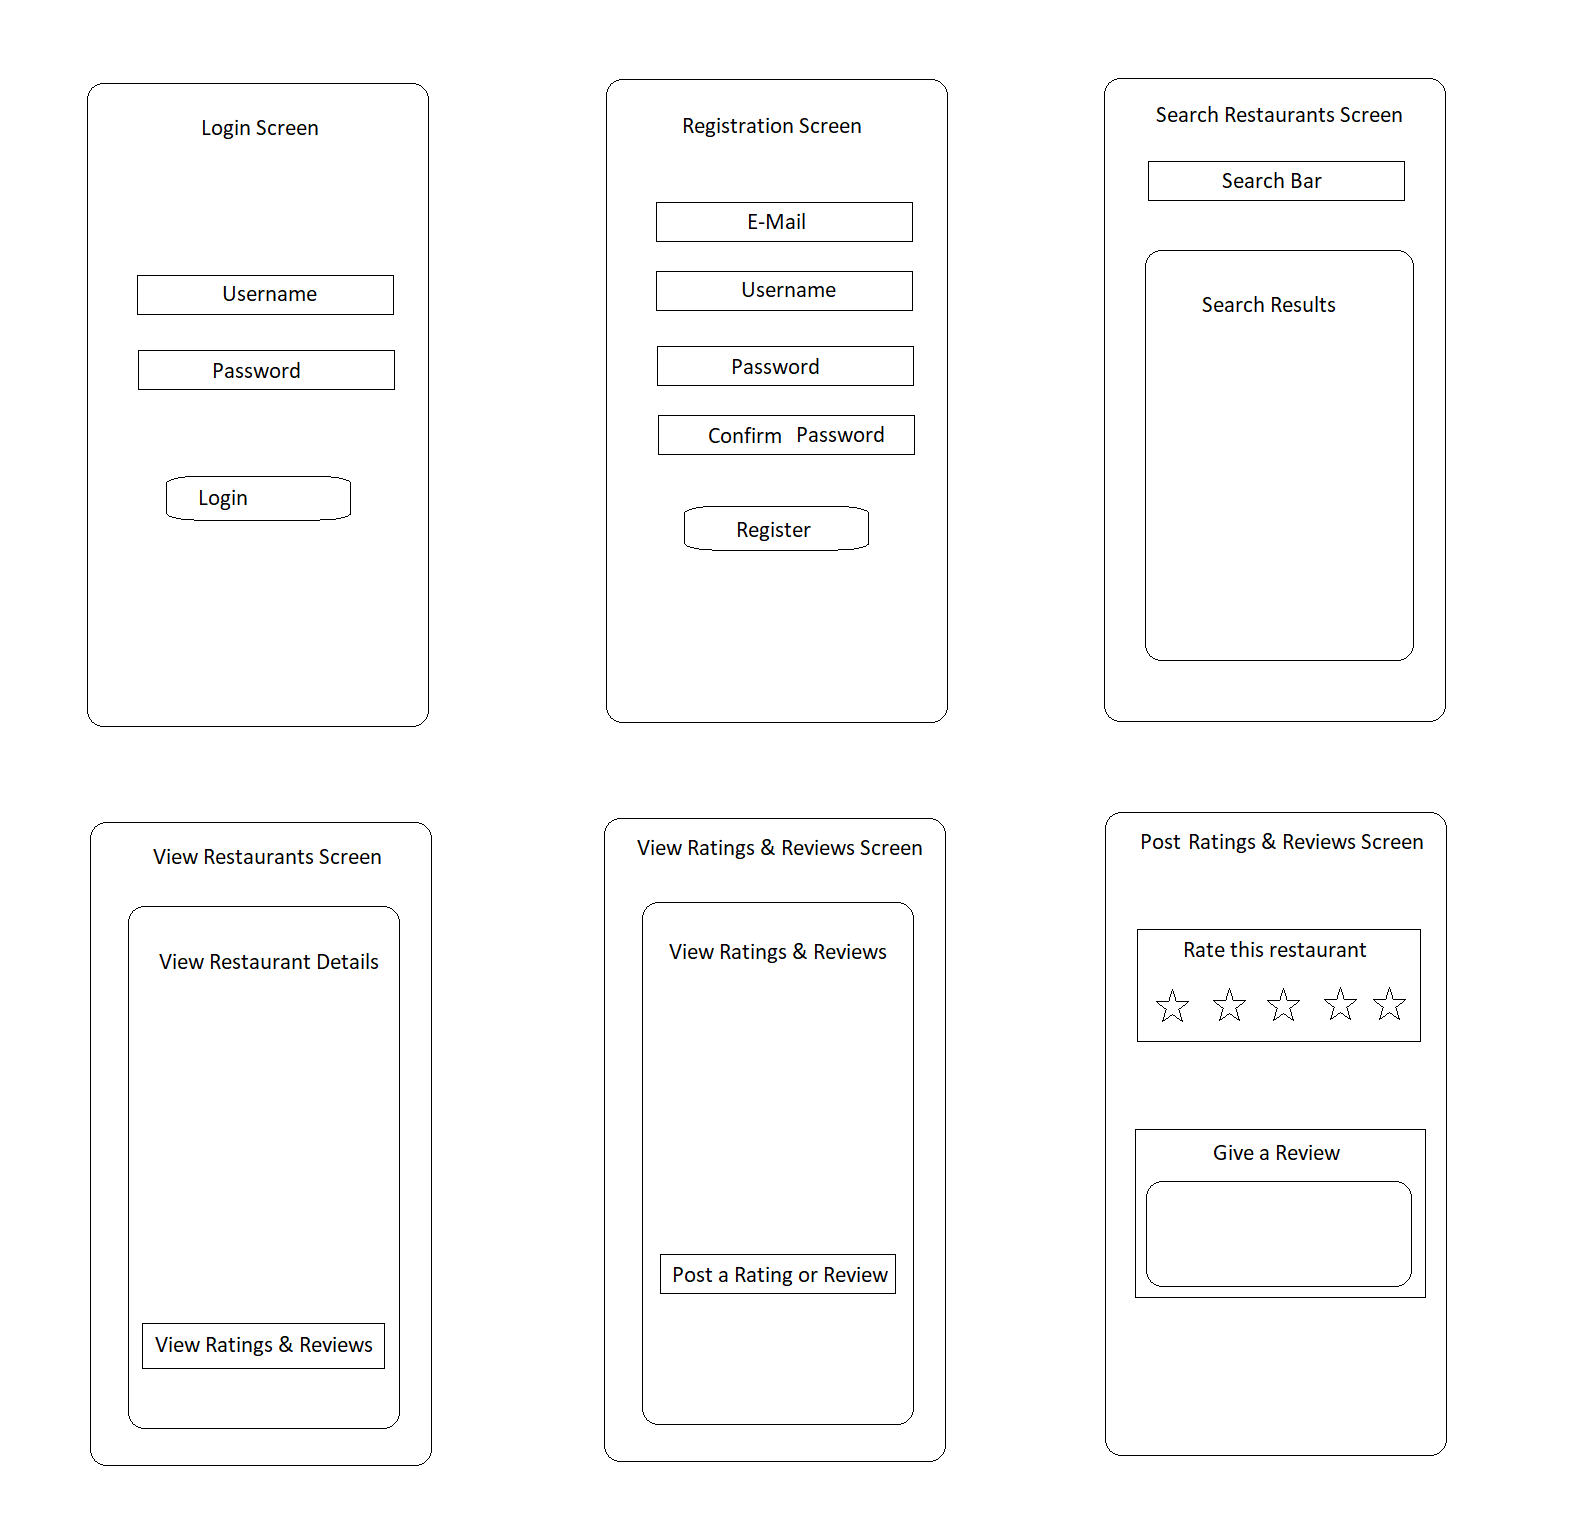 Login Screen
Username
Password
Login
Registration Screen
E-Mail
Username
Password
Confirm Password
Register
Search Restaurants Screen
Search Bar
Search Results
View Restaurants Screen
View Restaurant Details
View Ratings & Reviews
View Ratings & Reviews Screen
View Ratings & Reviews
Post a Rating or Review
Post Ratings & Reviews Screen
Rate this restaurant
Give a Review